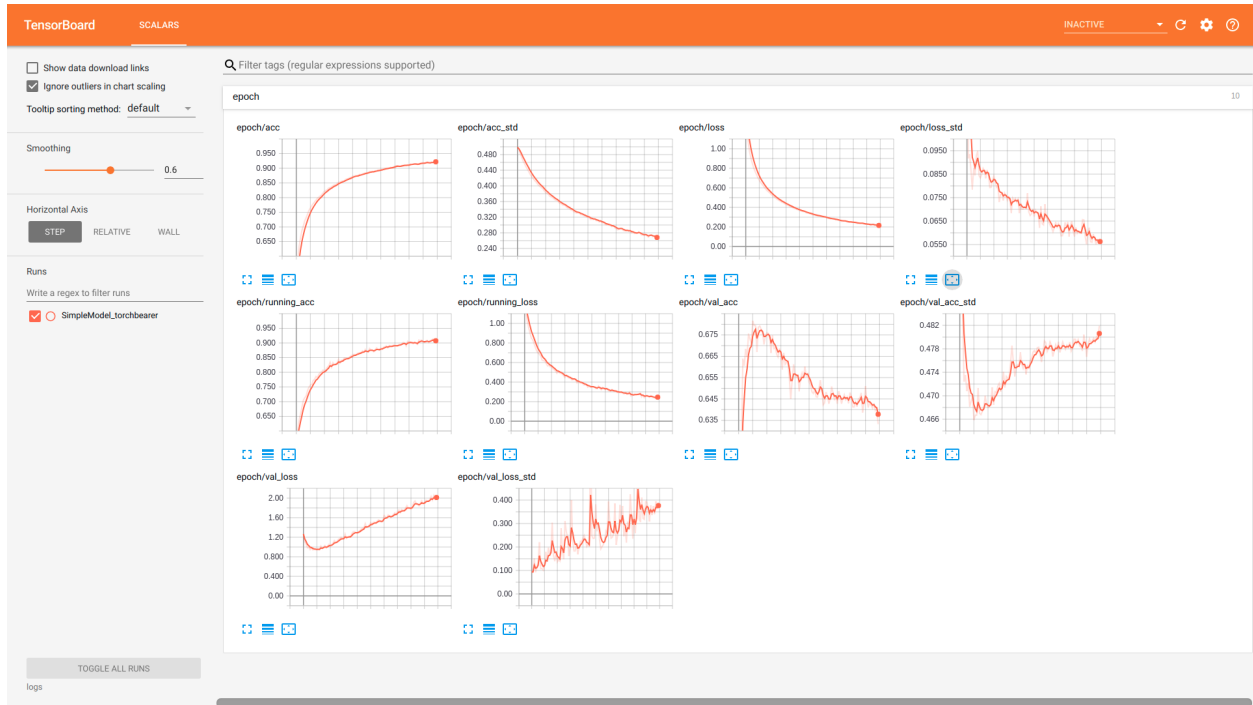 TensorBoard SCALARS INACTIVE
Show data download links
Ignore outliers in chart scaling
Tooltip sorting method: default
Smoothing
0.6
Horizontal Axis
STEP RELATIVE WALL
Runs
Write a regex to filter runs
SimpleModel_torchbearer
TOGGLE ALL RUNS
logs
Filter tags (regular expressions supported)
epoch 10
epoch/acc
0.950
0.900
0.850
0.800
0.750
0.700
0.650
epoch/acc_std
0.480
0.440
0.400
0.360
0.320
0.280
0.240
epoch/loss
1.00
0.800
0.600
0.400
0.200
0.00
epoch/loss_std
0.0950
0.0850
0.0750
0.0650
0.0550
epoch/running_acc
0.950
0.900
0.850
0.800
0.750
0.700
0.650
epoch/running_loss
1.00
0.800
0.600
0.400
0.200
0.00
epoch/val_acc
0.675
0.665
0.655
0.645
0.635
epoch/val_acc_std
0.482
0.478
0.474
0.470
0.466
epoch/val_loss
2.00
1.60
1.20
0.800
0.400
0.00
epoch/val_loss_std
0.400
0.300
0.200
0.100
0.00